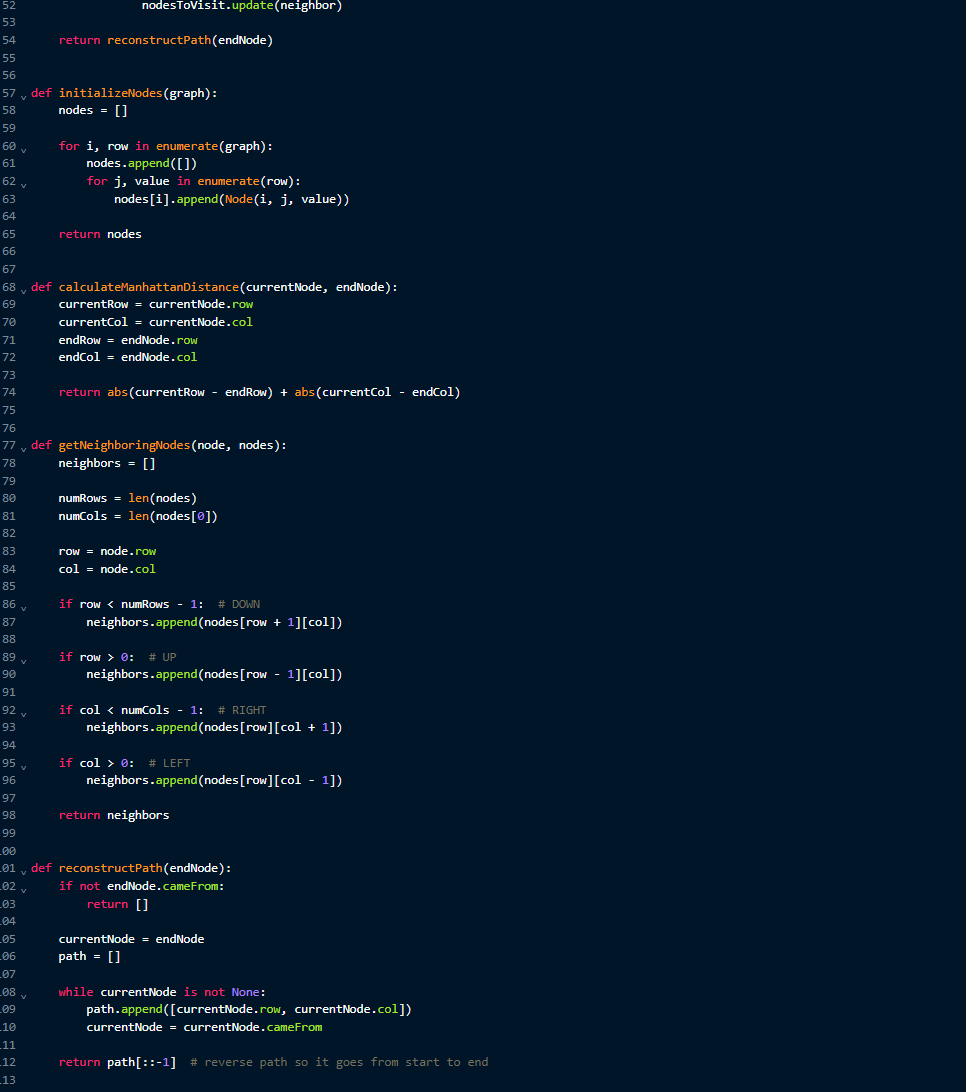 52                 nodesToVisit.update(neighbor)
53
54     return reconstructPath(endNode)
55
56
57 def initializeNodes(graph):
58     nodes = []
59
60     for i, row in enumerate(graph):
61         nodes.append([])
62         for j, value in enumerate(row):
63             nodes[i].append(Node(i, j, value))
64
65     return nodes
66
67
68 def calculateManhattanDistance(currentNode, endNode):
69     currentRow = currentNode.row
70     currentCol = currentNode.col
71     endRow = endNode.row
72     endCol = endNode.col
73
74     return abs(currentRow - endRow) + abs(currentCol - endCol)
75
76
77 def getNeighboringNodes(node, nodes):
78     neighbors = []
79
80     numRows = len(nodes)
81     numCols = len(nodes[0])
82
83     row = node.row
84     col = node.col
85
86     if row < numRows - 1:  # DOWN
87         neighbors.append(nodes[row + 1][col])
88
89     if row > 0:  # UP
90         neighbors.append(nodes[row - 1][col])
91
92     if col < numCols - 1:  # RIGHT
93         neighbors.append(nodes[row][col + 1])
94
95     if col > 0:  # LEFT
96         neighbors.append(nodes[row][col - 1])
97
98     return neighbors
99
00
01 def reconstructPath(endNode):
02     if not endNode.cameFrom:
03         return []
04
05     currentNode = endNode
06     path = []
07
08     while currentNode is not None:
09         path.append([currentNode.row, currentNode.col])
10         currentNode = currentNode.cameFrom
11
12     return path[::-1]  # reverse path so it goes from start to end
13